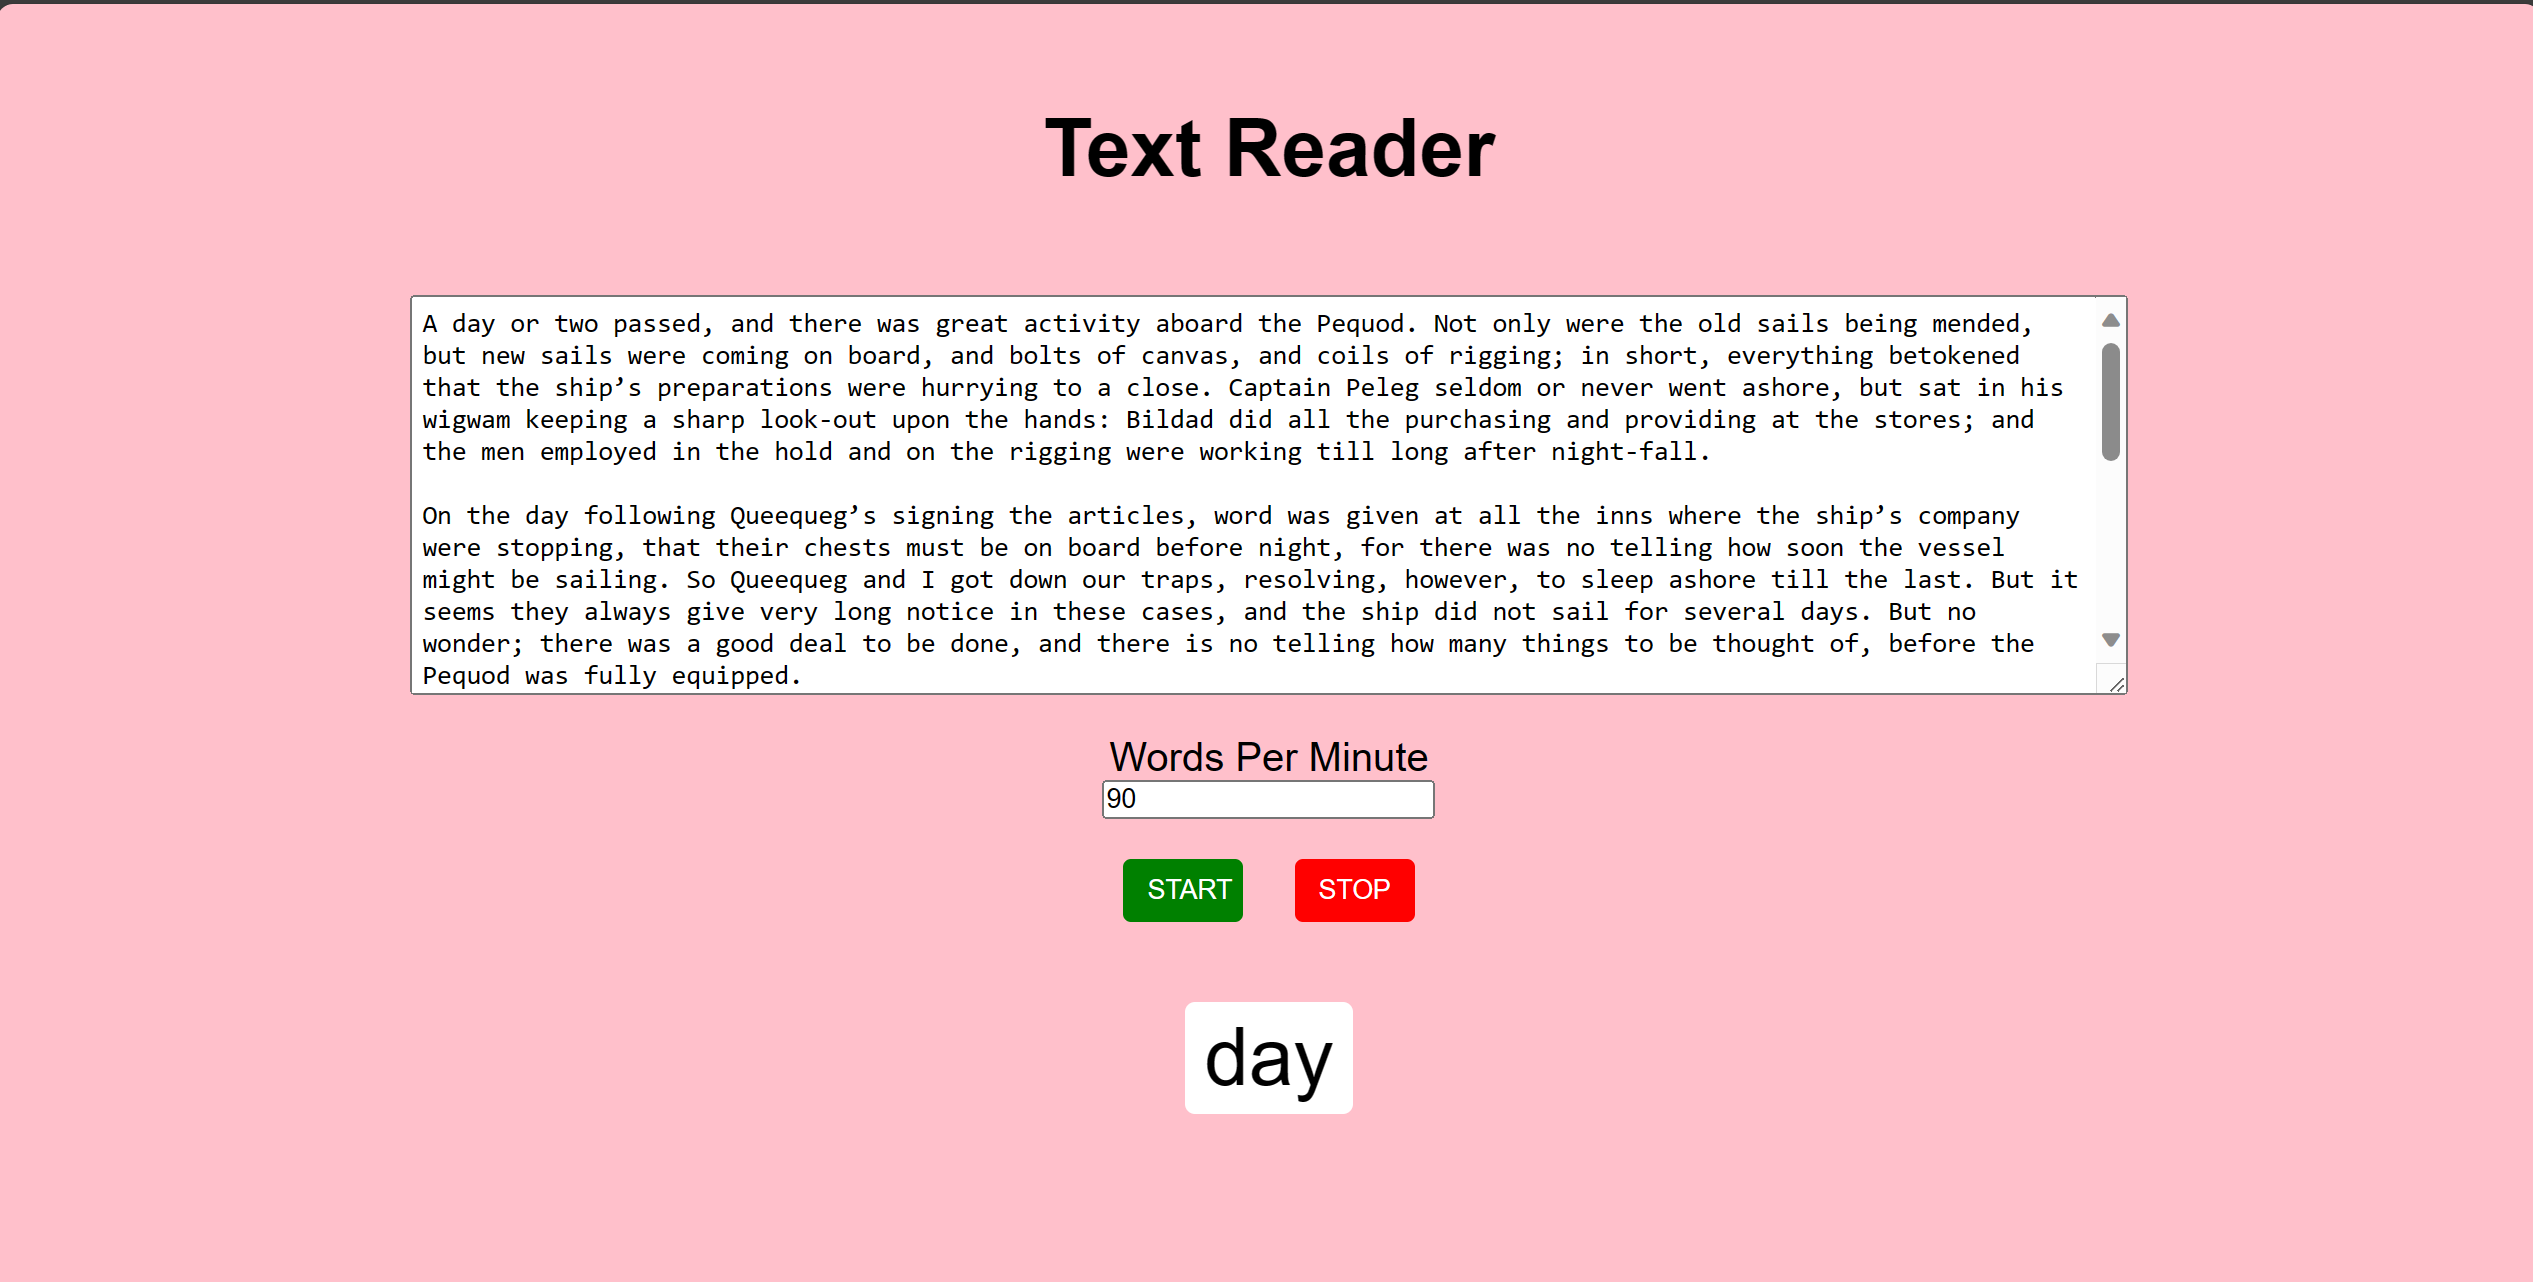 Text Reader
A day or two passed, and there was great activity aboard the Pequod. Not only were the old sails being mended,
but new sails were coming on board, and bolts of canvas, and coils of rigging; in short, everything betokened
that the ship’s preparations were hurrying to a close. Captain Peleg seldom or never went ashore, but sat in his
wigwam keeping a sharp look-out upon the hands: Bildad did all the purchasing and providing at the stores; and
the men employed in the hold and on the rigging were working till long after night-fall.
On the day following Queequeg’s signing the articles, word was given at all the inns where the ship’s company
were stopping, that their chests must be on board before night, for there was no telling how soon the vessel
might be sailing. So Queequeg and I got down our traps, resolving, however, to sleep ashore till the last. But it
seems they always give very long notice in these cases, and the ship did not sail for several days. But no
wonder; there was a good deal to be done, and there is no telling how many things to be thought of, before the
Pequod was fully equipped.
Words Per Minute
90
START STOP
day